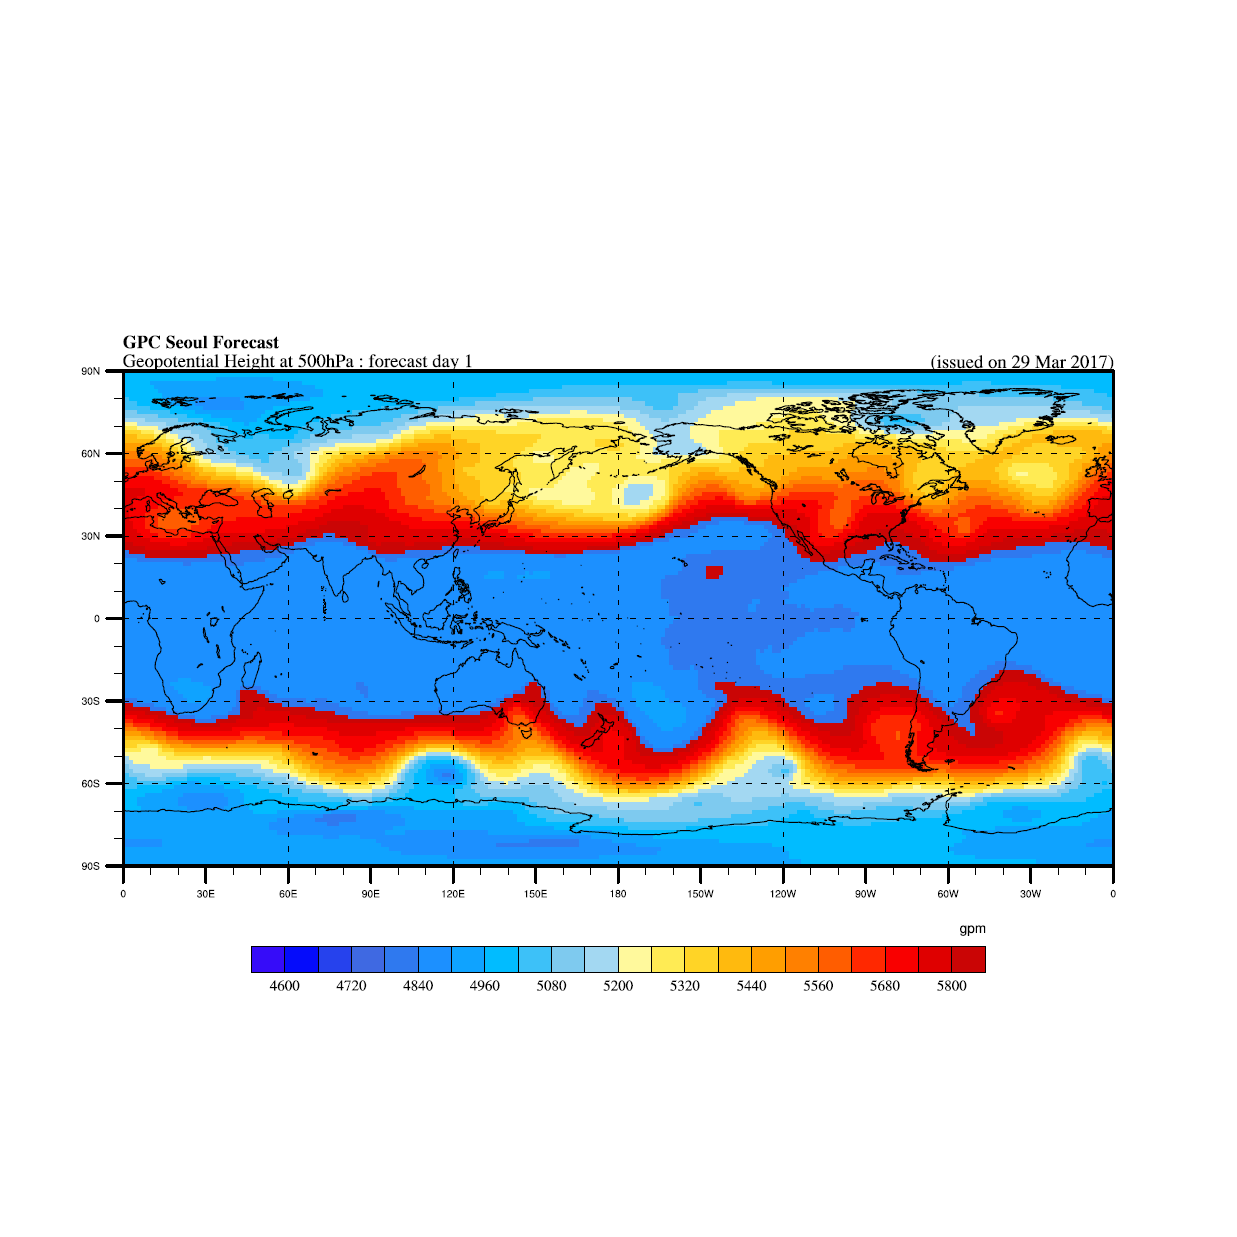 GPC Seoul Forecast
Geopotential Height at 500hPa : forecast day 1
(issued on 29 Mar 2017)
90N
60N
30N
0
30S
60S
90S
0 30E 60E 90E 120E 150E 180 150W 120W 90W 60W 30W 0
gpm
4600 4720 4840 4960 5080 5200 5320 5440 5560 5680 5800